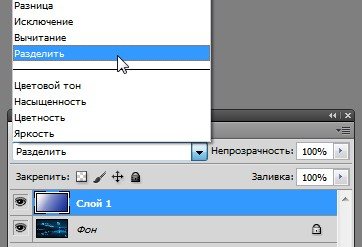 Разница
Исключение
Вычитание
Разделить
Цветовой тон
Насыщенность
Цветность
Яркость
Разделить Непрозрачность: 100%
Закрепить: Заливка: 100%
Слой 1
Фон